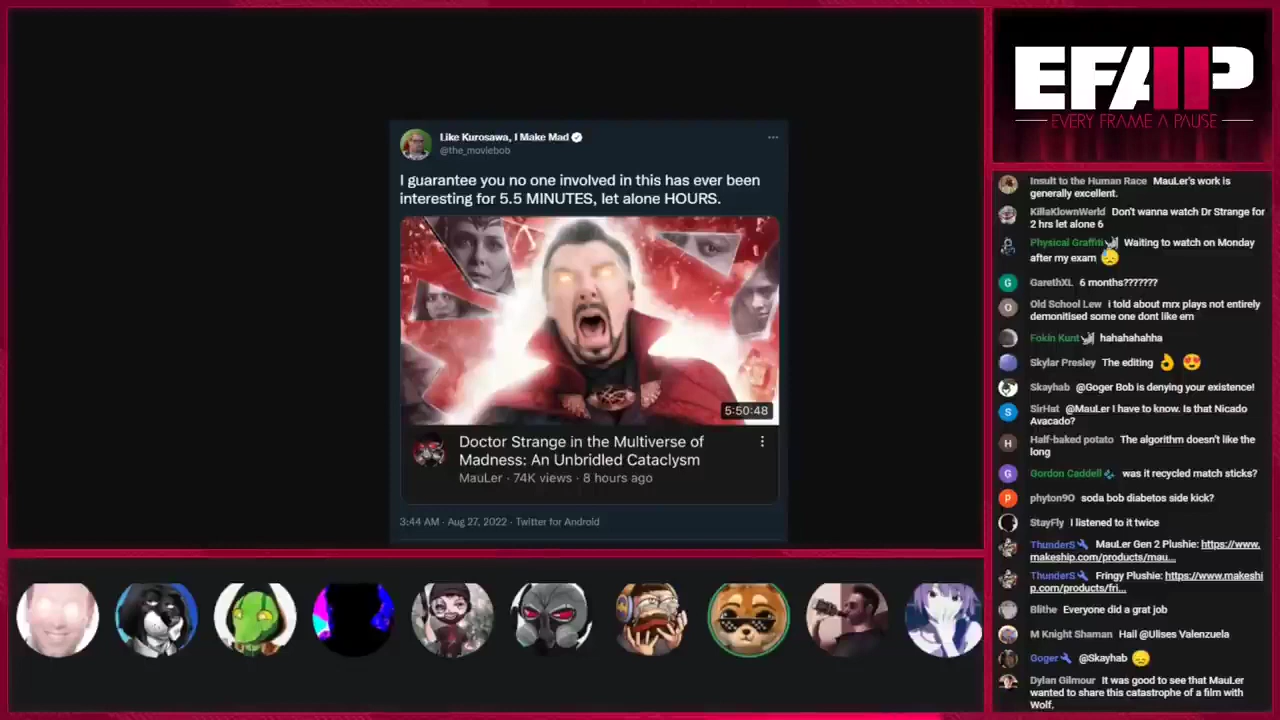 Like Kurosawa, I Make Mad
@the_moviebob
I guarantee you no one involved in this has ever been
interesting for 5.5 MINUTES, let alone HOURS.
5:50:48
Doctor Strange in the Multiverse of
Madness: An Unbridled Cataclysm
MauLer · 74K views · 8 hours ago
3:44 AM · Aug 27, 2022 · Twitter for Android
EFAP
EVERY FRAME A PAUSE
Insult to the Human Race MauLer's work is
generally excellent.
KillaKlownWerld Don't wanna watch Dr Strange for
2 hrs let alone 6
Physical Graffiti Waiting to watch on Monday
after my exam 😓
G GarethXL 6 months???????
O Old School Lew i told about mrx plays not entirely
demonitised some one dont like em
Fokin Kunt hahahahahha
Skylar Presley The editing 👌 😍
Skayhab @Goger Bob is denying your existence!
S SirHat @MauLer I have to know. Is that Nicado
Avacado?
H Half-baked potato The algorithm doesn't like the
long
G Gordon Caddell was it recycled match sticks?
P phyton90 soda bob diabetos side kick?
StayFly I listened to it twice
ThunderS MauLer Gen 2 Plushie: https://www.
makeship.com/products/mau...
ThunderS Fringy Plushie: https://www.makeshi
p.com/products/fri...
Blithe Everyone did a grat job
M Knight Shaman Hail @Ulises Valenzuela
Goger @Skayhab 😞
Dylan Gilmour It was good to see that MauLer
wanted to share this catastrophe of a film with
Wolf.